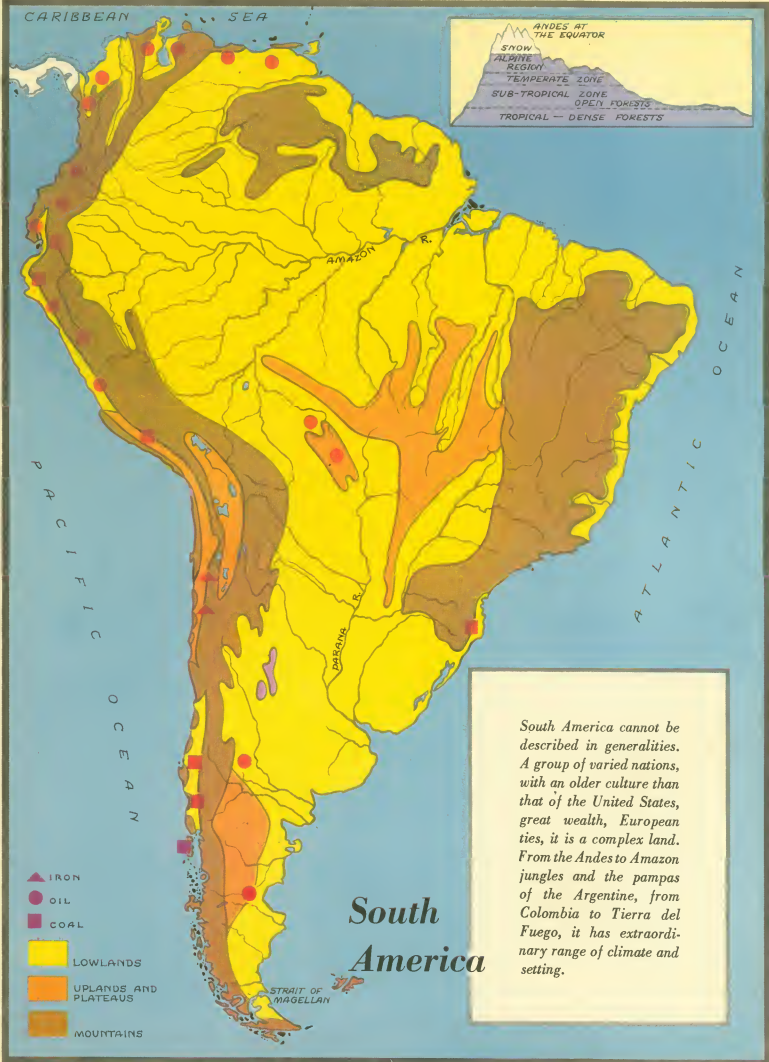 CARIBBEAN SEA
ANDES AT
THE EQUATOR
SNOW
ALPINE
REGION
TEMPERATE ZONE
SUB-TROPICAL ZONE
OPEN FORESTS
TROPICAL — DENSE FORESTS
AMAZON R.
ATLANTIC OCEAN
PACIFIC OCEAN
PARANA R.
South America cannot be
described in generalities.
A group of varied nations,
with an older culture than
that of the United States,
great wealth, European
ties, it is a complex land.
From the Andes to Amazon
jungles and the pampas
of the Argentine, from
Colombia to Tierra del
Fuego, it has extraordi-
nary range of climate and
setting.
IRON
OIL
COAL
LOWLANDS
UPLANDS AND
PLATEAUS
MOUNTAINS
South
America
STRAIT OF
MAGELLAN